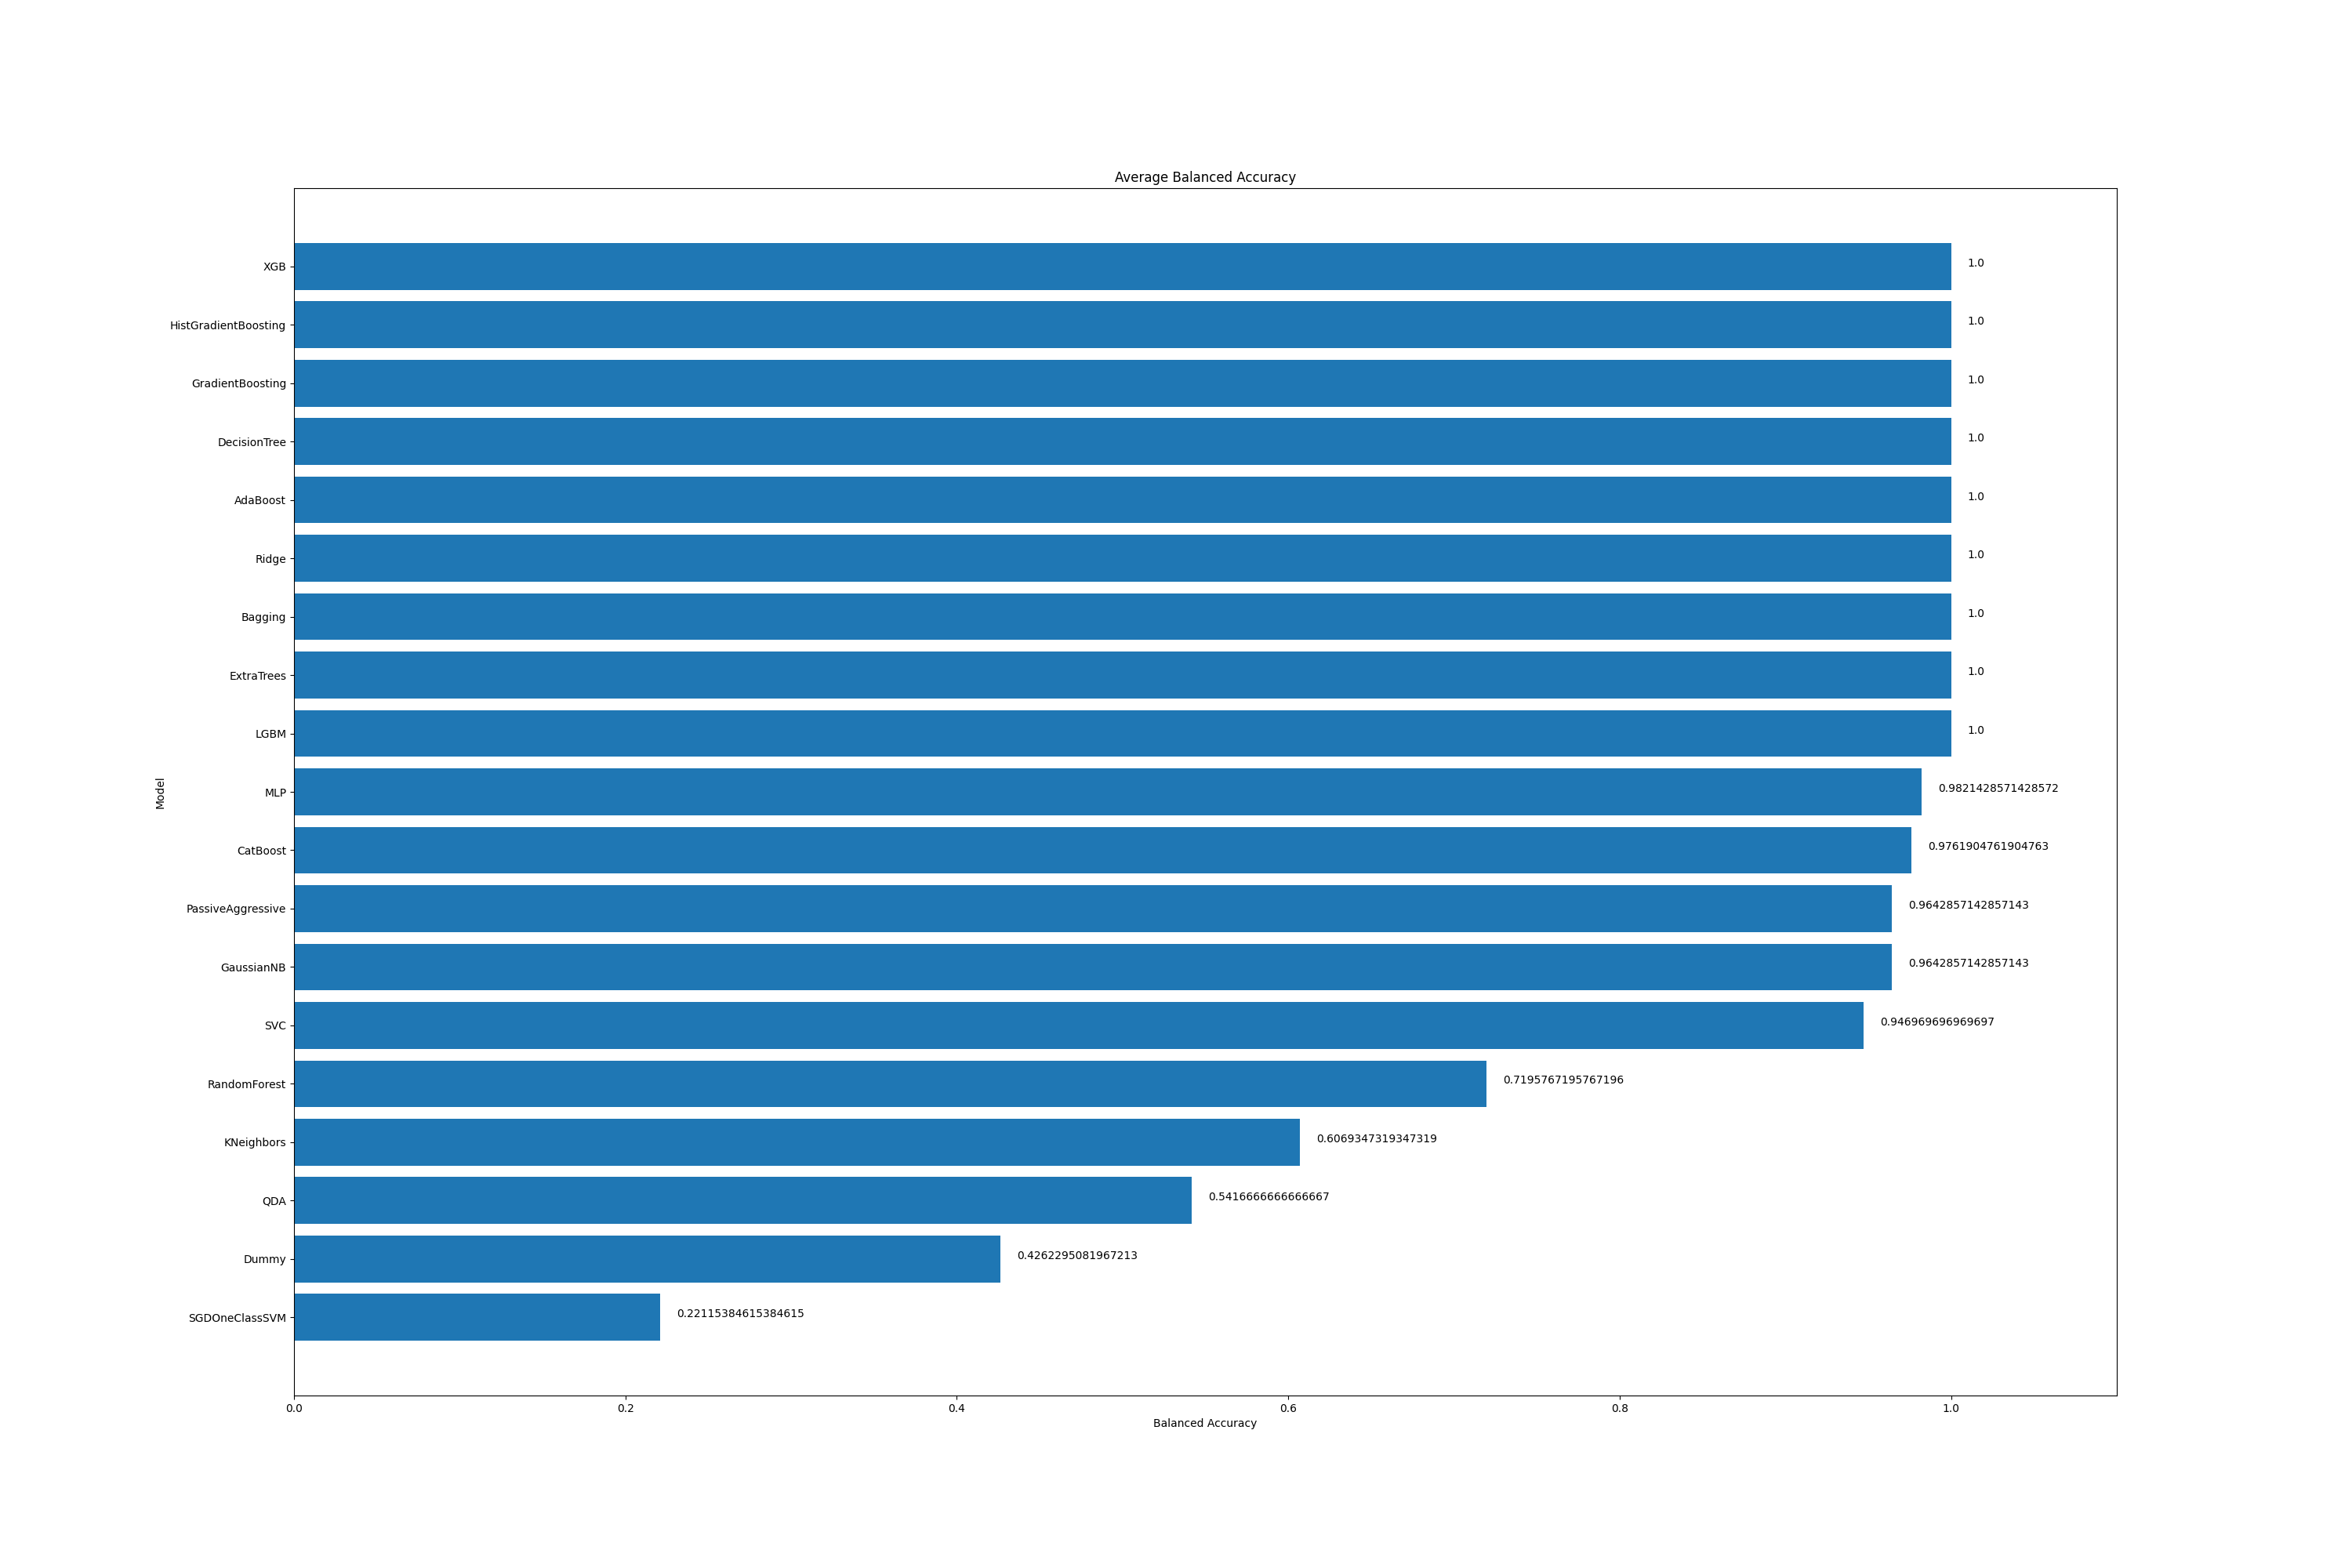 Average Balanced Accuracy
XGB 1.0
HistGradientBoosting 1.0
GradientBoosting 1.0
DecisionTree 1.0
AdaBoost 1.0
Ridge 1.0
Bagging 1.0
ExtraTrees 1.0
LGBM 1.0
Model
MLP 0.9821428571428572
CatBoost 0.9761904761904763
PassiveAggressive 0.9642857142857143
GaussianNB 0.9642857142857143
SVC 0.946969696969697
RandomForest 0.7195767195767196
KNeighbors 0.6069347319347319
QDA 0.5416666666666667
Dummy 0.4262295081967213
SGDOneClassSVM 0.22115384615384615
0.0 0.2 0.4 0.6 0.8 1.0
Balanced Accuracy